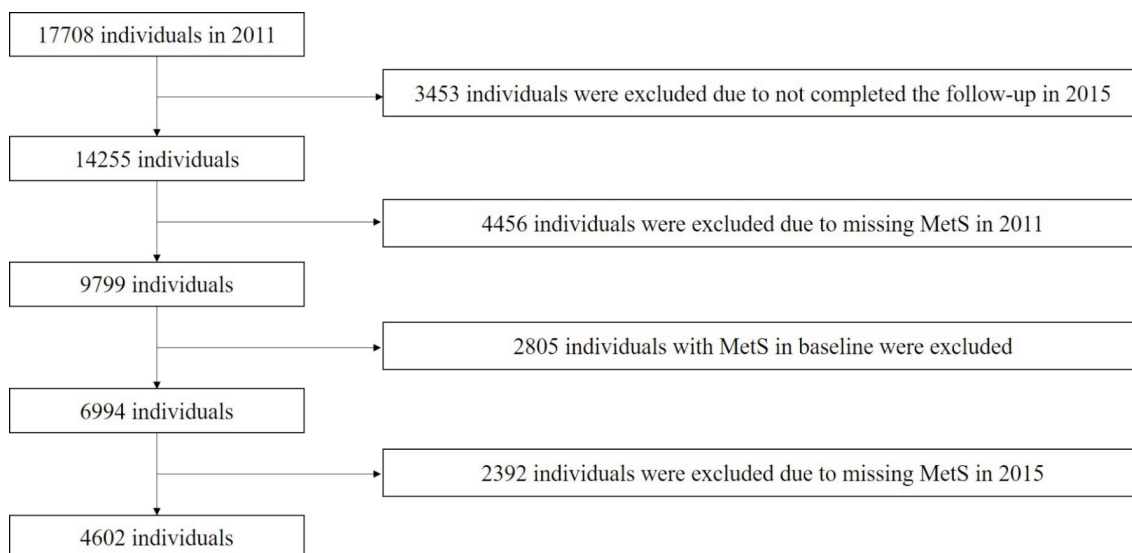 17708 individuals in 2011
3453 individuals were excluded due to not completed the follow-up in 2015
14255 individuals
4456 individuals were excluded due to missing MetS in 2011
9799 individuals
2805 individuals with MetS in baseline were excluded
6994 individuals
2392 individuals were excluded due to missing MetS in 2015
4602 individuals